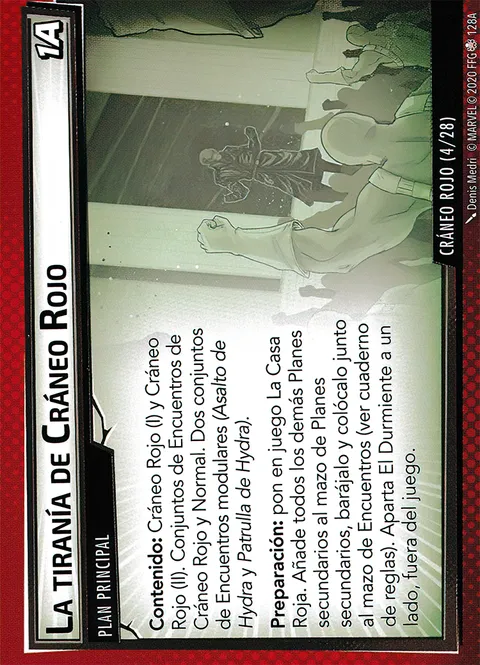 LA TIRANÍA DE CRÁNEO ROJO
1A
PLAN PRINCIPAL
Contenido: Cráneo Rojo (I) y Cráneo
Rojo (II). Conjuntos de Encuentros de
Cráneo Rojo y Normal. Dos conjuntos
de Encuentros modulares (Asalto de
Hydra y Patrulla de Hydra).
Preparación: pon en juego La Casa
Roja. Añade todos los demás Planes
secundarios al mazo de Planes
secundarios, barájalo y colócalo junto
al mazo de Encuentros (ver cuaderno
de reglas). Aparta El Durmiente a un
lado, fuera del juego.
CRÁNEO ROJO (4/28)
Denis Medri © MARVEL © 2020 FFG 128A